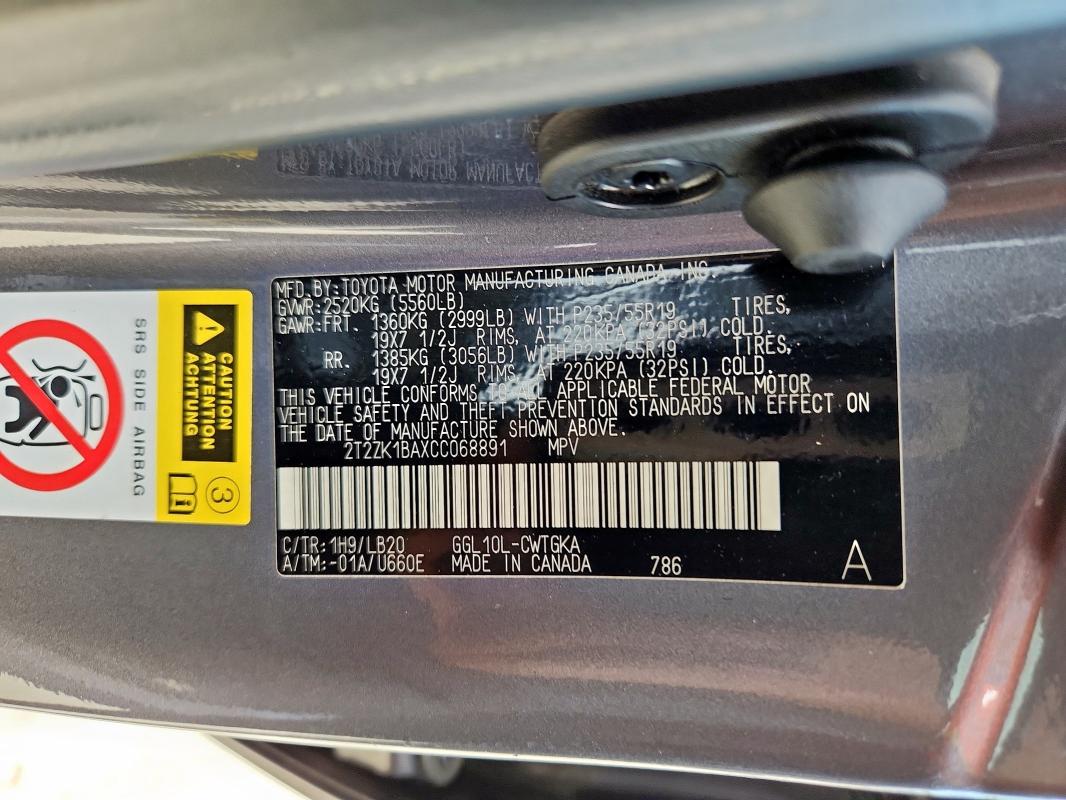 MFD.BY:TOYOTA MOTOR MANUFACTURING CANADA INC.
GVWR:2520KG (5560LB)
GAWR:FRT. 1360KG (2999LB) WITH P235/55R19 TIRES,
19X7 1/2J RIMS, AT 220KPA (32PSI) COLD.
RR. 1385KG (3056LB) WITH P235/55R19 TIRES,
19X7 1/2J RIMS, AT 220KPA (32PSI) COLD.
THIS VEHICLE CONFORMS TO ALL APPLICABLE FEDERAL MOTOR
VEHICLE SAFETY AND THEFT PREVENTION STANDARDS IN EFFECT ON
THE DATE OF MANUFACTURE SHOWN ABOVE.
2T2ZK1BAXCC068891 MPV
C/TR:1H9/LB20 GGL10L-CWTGKA
A/TM:-01A/U660E MADE IN CANADA 786 A
CAUTION
ATTENTION
ACHTUNG
SRS SIDE AIRBAG
3